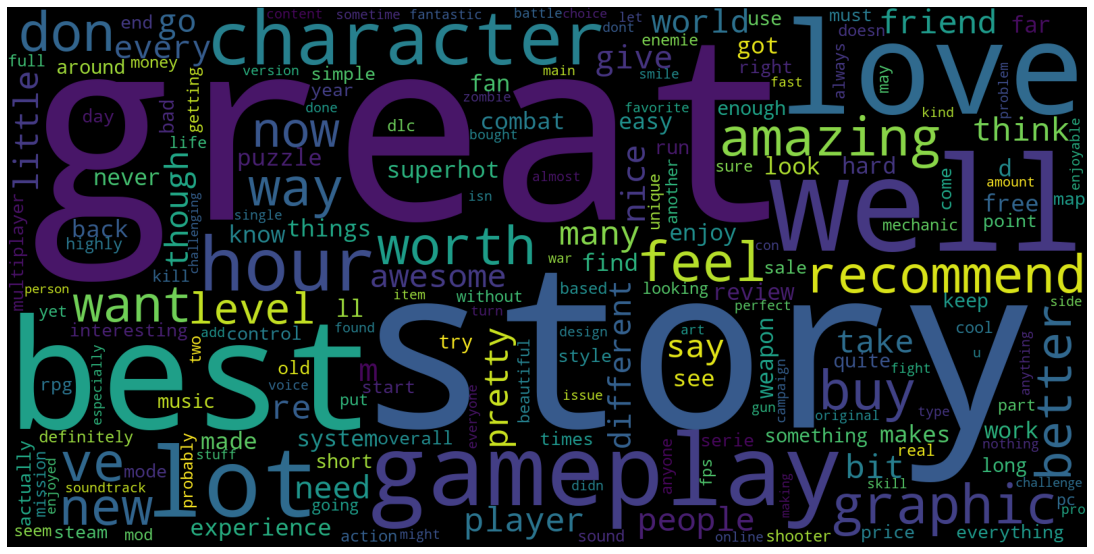 content sometime fantastic battle choice let must doesn
don end go character world use friend far
every money dont enemie give got love
full around version simple main smile right always may
little bad getting great year fan zombie favorite enough fast problem
day done dlc bought combat easy amazing kind think
now life superhot run sure look hard d
never puzzle almost nice unique another well come amount enjoyable
though way isn free map
multiplayer back single things many enjoy mechanic point
highly challenging know worth find con
kill hour awesome war feel sale recommend
person item without based looking review perfect keep side
want level ll turn design different weapon cool
yet interesting add control found story art take u
two try style say quite fight anything
rpg especially best old voice m start everyone pretty beautiful issue see gun campaign buy better
music re put original type part
definitely made system overall times serie something makes work nothing
actually ve mode probably lot short gameplay anyone fps bit real long
mission enjoyed stuff need didn making skill challenge
new soundtrack going people graphic pc
seem steam mod experience action might player sound online shooter price everything pro